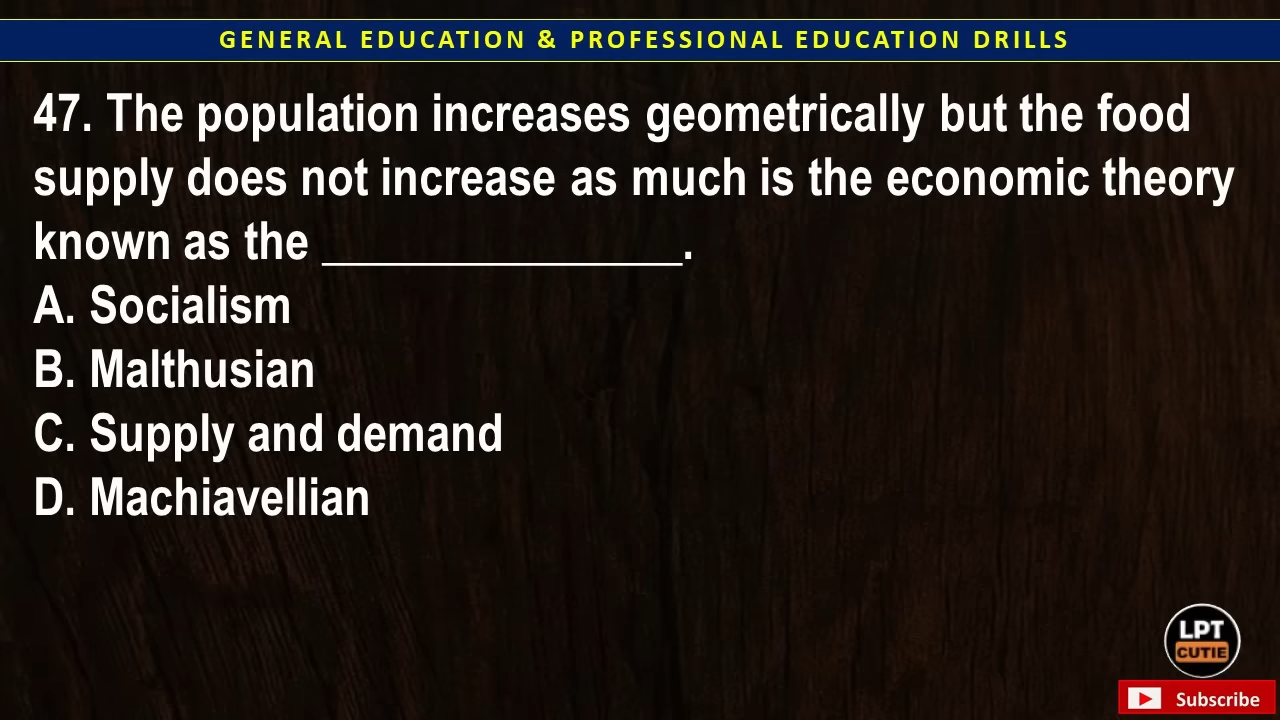 GENERAL EDUCATION & PROFESSIONAL EDUCATION DRILLS
47. The population increases geometrically but the food
supply does not increase as much is the economic theory
known as the _______________.
A. Socialism
B. Malthusian
C. Supply and demand
D. Machiavellian
LPT
CUTIE
Subscribe